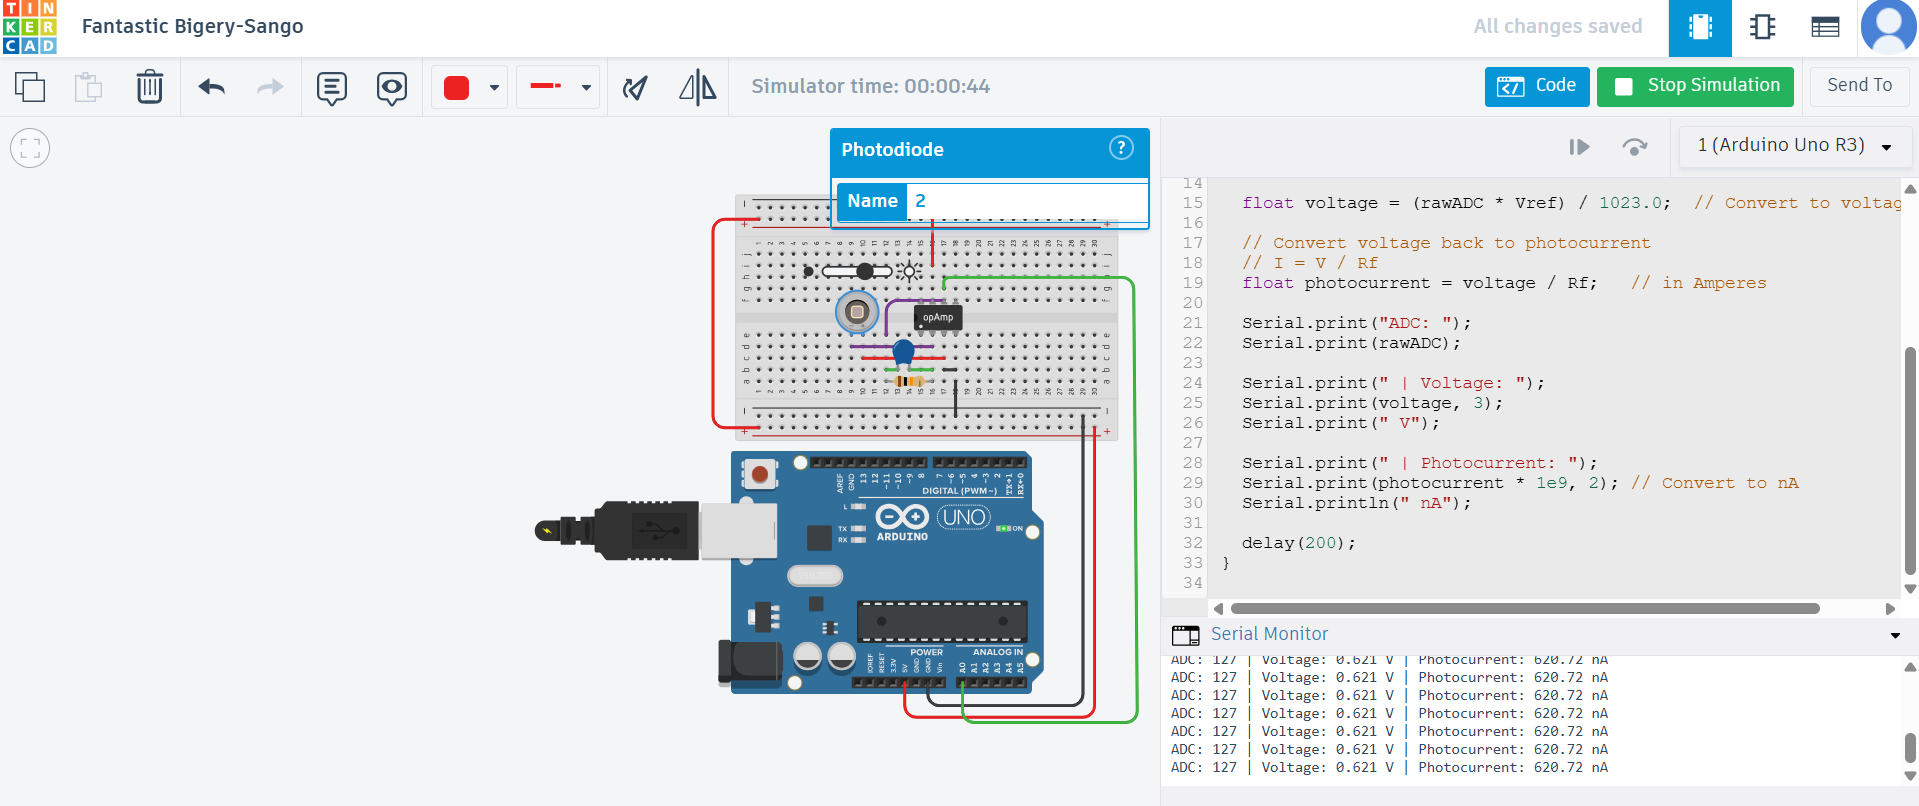 TIN
KER
CAD
Fantastic Bigery-Sango
All changes saved
Simulator time: 00:00:44
Code
Stop Simulation
Send To
Photodiode
?
Name 2
1 (Arduino Uno R3)
opAmp
AREF
GND
13
12
~11
~10
~9
8
7
~6
~5
4
~3
2
TX→1
RX←0
DIGITAL (PWM~)
L
TX
RX
UNO
ARDUINO
ON
POWER
ANALOG IN
IOREF
RESET
3.3V
5V
GND
GND
Vin
A0
A1
A2
A3
A4
A5
14
15 float voltage = (rawADC * Vref) / 1023.0; // Convert to voltag
16
17 // Convert voltage back to photocurrent
18 // I = V / Rf
19 float photocurrent = voltage / Rf; // in Amperes
20
21 Serial.print("ADC: ");
22 Serial.print(rawADC);
23
24 Serial.print(" | Voltage: ");
25 Serial.print(voltage, 3);
26 Serial.print(" V");
27
28 Serial.print(" | Photocurrent: ");
29 Serial.print(photocurrent * 1e9, 2); // Convert to nA
30 Serial.println(" nA");
31
32 delay(200);
33 }
34
Serial Monitor
ADC: 127 | Voltage: 0.621 V | Photocurrent: 620.72 nA
ADC: 127 | Voltage: 0.621 V | Photocurrent: 620.72 nA
ADC: 127 | Voltage: 0.621 V | Photocurrent: 620.72 nA
ADC: 127 | Voltage: 0.621 V | Photocurrent: 620.72 nA
ADC: 127 | Voltage: 0.621 V | Photocurrent: 620.72 nA
ADC: 127 | Voltage: 0.621 V | Photocurrent: 620.72 nA
ADC: 127 | Voltage: 0.621 V | Photocurrent: 620.72 nA